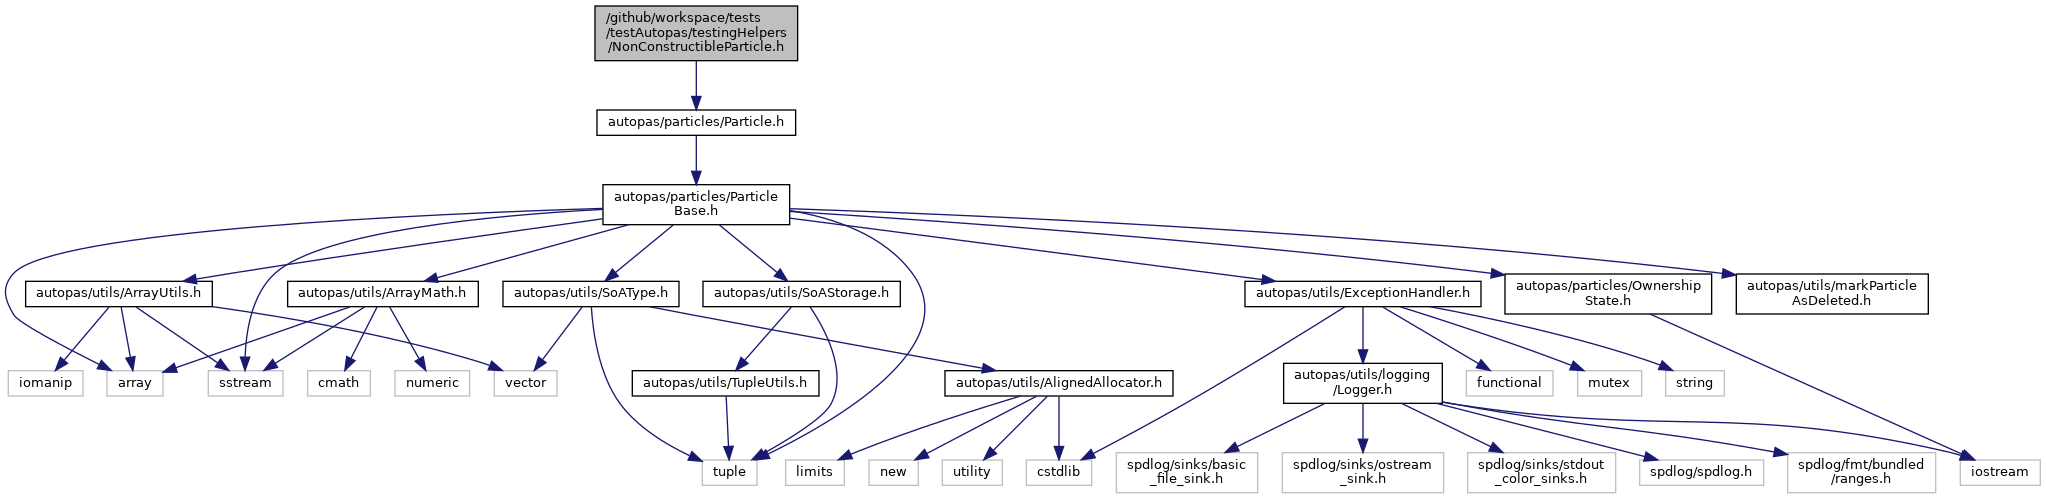 /github/workspace/tests
/testAutopas/testingHelpers
/NonConstructibleParticle.h
autopas/particles/Particle.h
autopas/particles/Particle
Base.h
autopas/utils/ArrayUtils.h
autopas/utils/ArrayMath.h
autopas/utils/SoAType.h
autopas/utils/SoAStorage.h
autopas/utils/ExceptionHandler.h
autopas/particles/Ownership
State.h
autopas/utils/markParticle
AsDeleted.h
iomanip
array
sstream
cmath
numeric
vector
autopas/utils/TupleUtils.h
autopas/utils/AlignedAllocator.h
autopas/utils/logging
/Logger.h
functional
mutex
string
tuple
limits
new
utility
cstdlib
spdlog/sinks/basic
_file_sink.h
spdlog/sinks/ostream
_sink.h
spdlog/sinks/stdout
_color_sinks.h
spdlog/spdlog.h
spdlog/fmt/bundled
/ranges.h
iostream